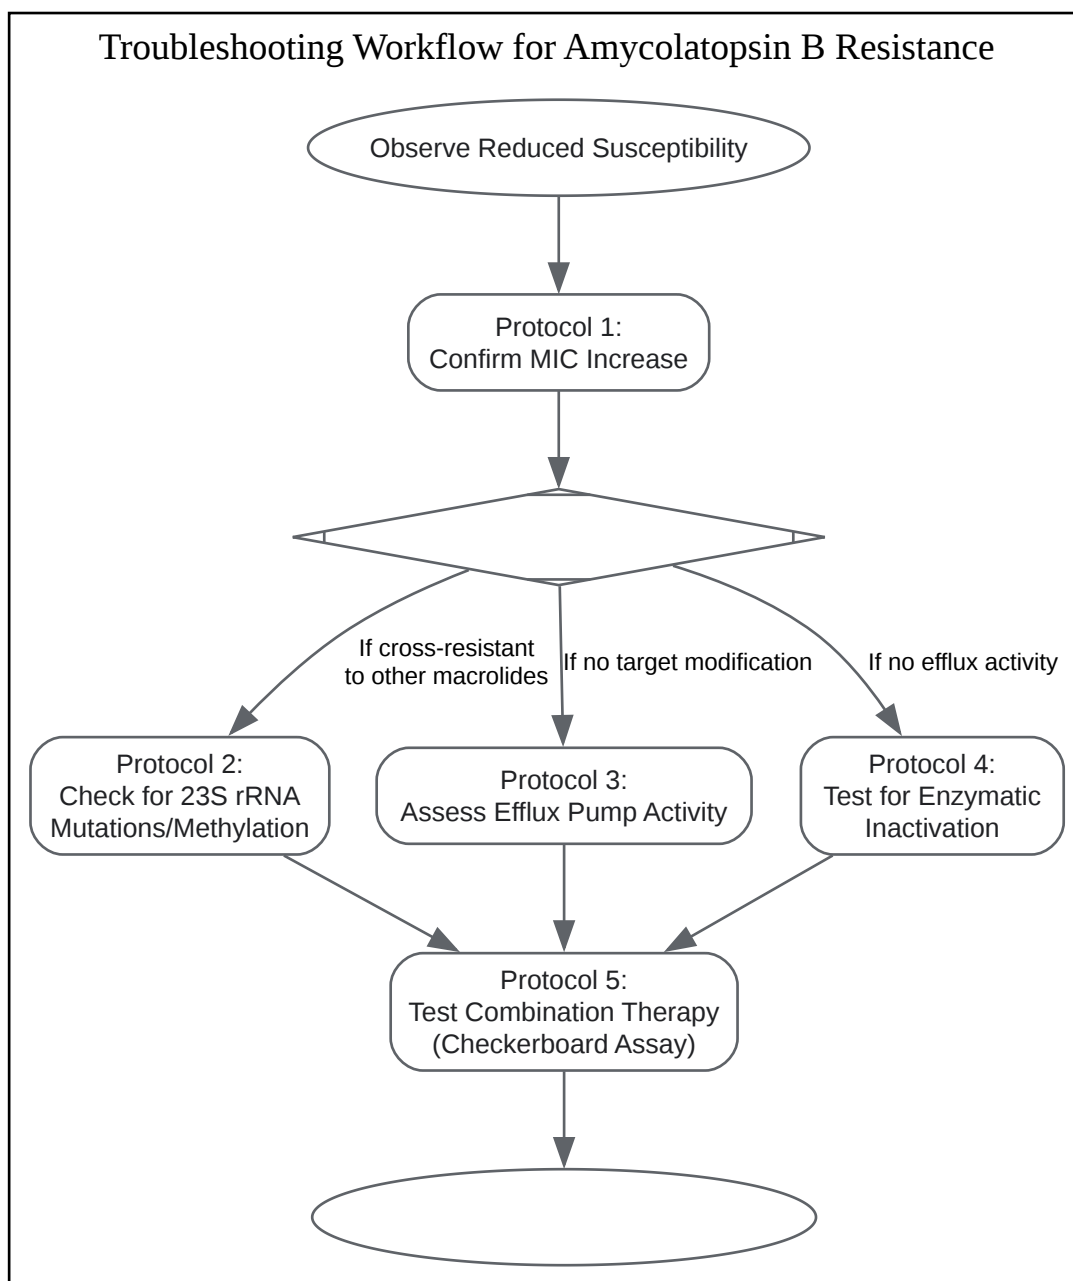 Troubleshooting Workflow for Amycolatopsin B Resistance
Observe Reduced Susceptibility
Protocol 1:
Confirm MIC Increase
If cross-resistant
to other macrolides
If no target modification
If no efflux activity
Protocol 2:
Check for 23S rRNA
Mutations/Methylation
Protocol 3:
Assess Efflux Pump Activity
Protocol 4:
Test for Enzymatic
Inactivation
Protocol 5:
Test Combination Therapy
(Checkerboard Assay)